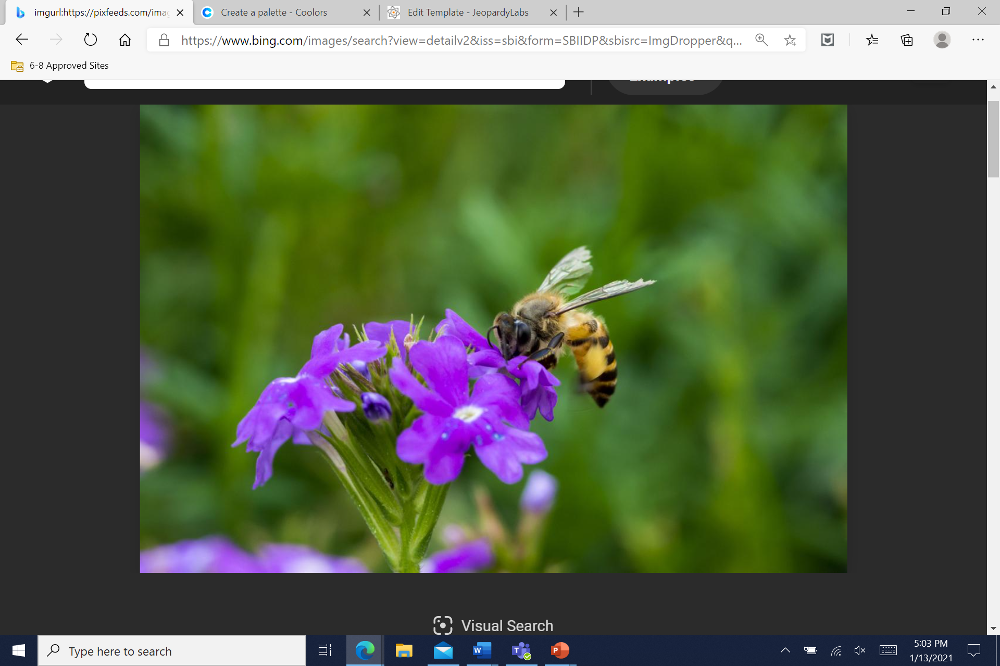 imgurl:https://pixfeeds.com/imag
Create a palette - Coolors
Edit Template - JeopardyLabs
https://www.bing.com/images/search?view=detailv2&iss=sbi&form=SBIIDP&sbisrc=ImgDropper&q...
6-8 Approved Sites
Visual Search
Type here to search
5:03 PM
1/13/2021